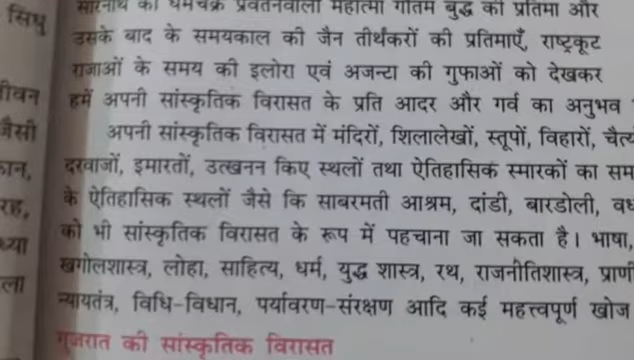 सिंधु
सारनाथ की धर्मचक्र प्रवर्तनवाली महात्मा गौतम बुद्ध की प्रतिमा और
उसके बाद के समयकाल की जैन तीर्थंकरों की प्रतिमाएँ, राष्ट्रकूट
राजाओं के समय की इलोरा एवं अजन्टा की गुफाओं को देखकर
हमें अपनी सांस्कृतिक विरासत के प्रति आदर और गर्व का अनुभव
जैसी
अपनी सांस्कृतिक विरासत में मंदिरों, शिलालेखों, स्तूपों, विहारों, चैत्य
दरवाजों, इमारतों, उत्खनन किए स्थलों तथा ऐतिहासिक स्मारकों का सम
के ऐतिहासिक स्थलों जैसे कि साबरमती आश्रम, दांडी, बारडोली, वध
को भी सांस्कृतिक विरासत के रूप में पहचाना जा सकता है। भाषा,
खगोलशास्त्र, लोहा, साहित्य, धर्म, युद्ध शास्त्र, रथ, राजनीतिशास्त्र, प्राणी
न्यायतंत्र, विधि-विधान, पर्यावरण-संरक्षण आदि कई महत्त्वपूर्ण खोज
गुजरात की सांस्कृतिक विरासत